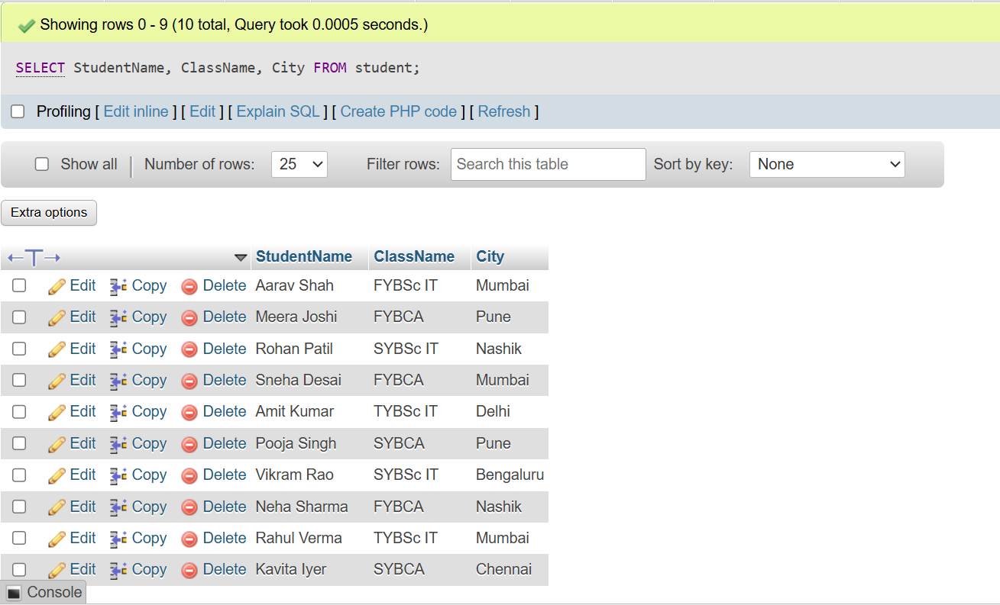 Showing rows 0 - 9 (10 total, Query took 0.0005 seconds.)
SELECT StudentName, ClassName, City FROM student;
Profiling [ Edit inline ] [ Edit ] [ Explain SQL ] [ Create PHP code ] [ Refresh ]
Show all | Number of rows: 25 Filter rows: Search this table Sort by key: None
Extra options
←T→ StudentName ClassName City
Edit Copy Delete Aarav Shah FYBSc IT Mumbai
Edit Copy Delete Meera Joshi FYBCA Pune
Edit Copy Delete Rohan Patil SYBSc IT Nashik
Edit Copy Delete Sneha Desai FYBCA Mumbai
Edit Copy Delete Amit Kumar TYBSc IT Delhi
Edit Copy Delete Pooja Singh SYBCA Pune
Edit Copy Delete Vikram Rao SYBSc IT Bengaluru
Edit Copy Delete Neha Sharma FYBCA Nashik
Edit Copy Delete Rahul Verma TYBSc IT Mumbai
Edit Copy Delete Kavita Iyer SYBCA Chennai
Console